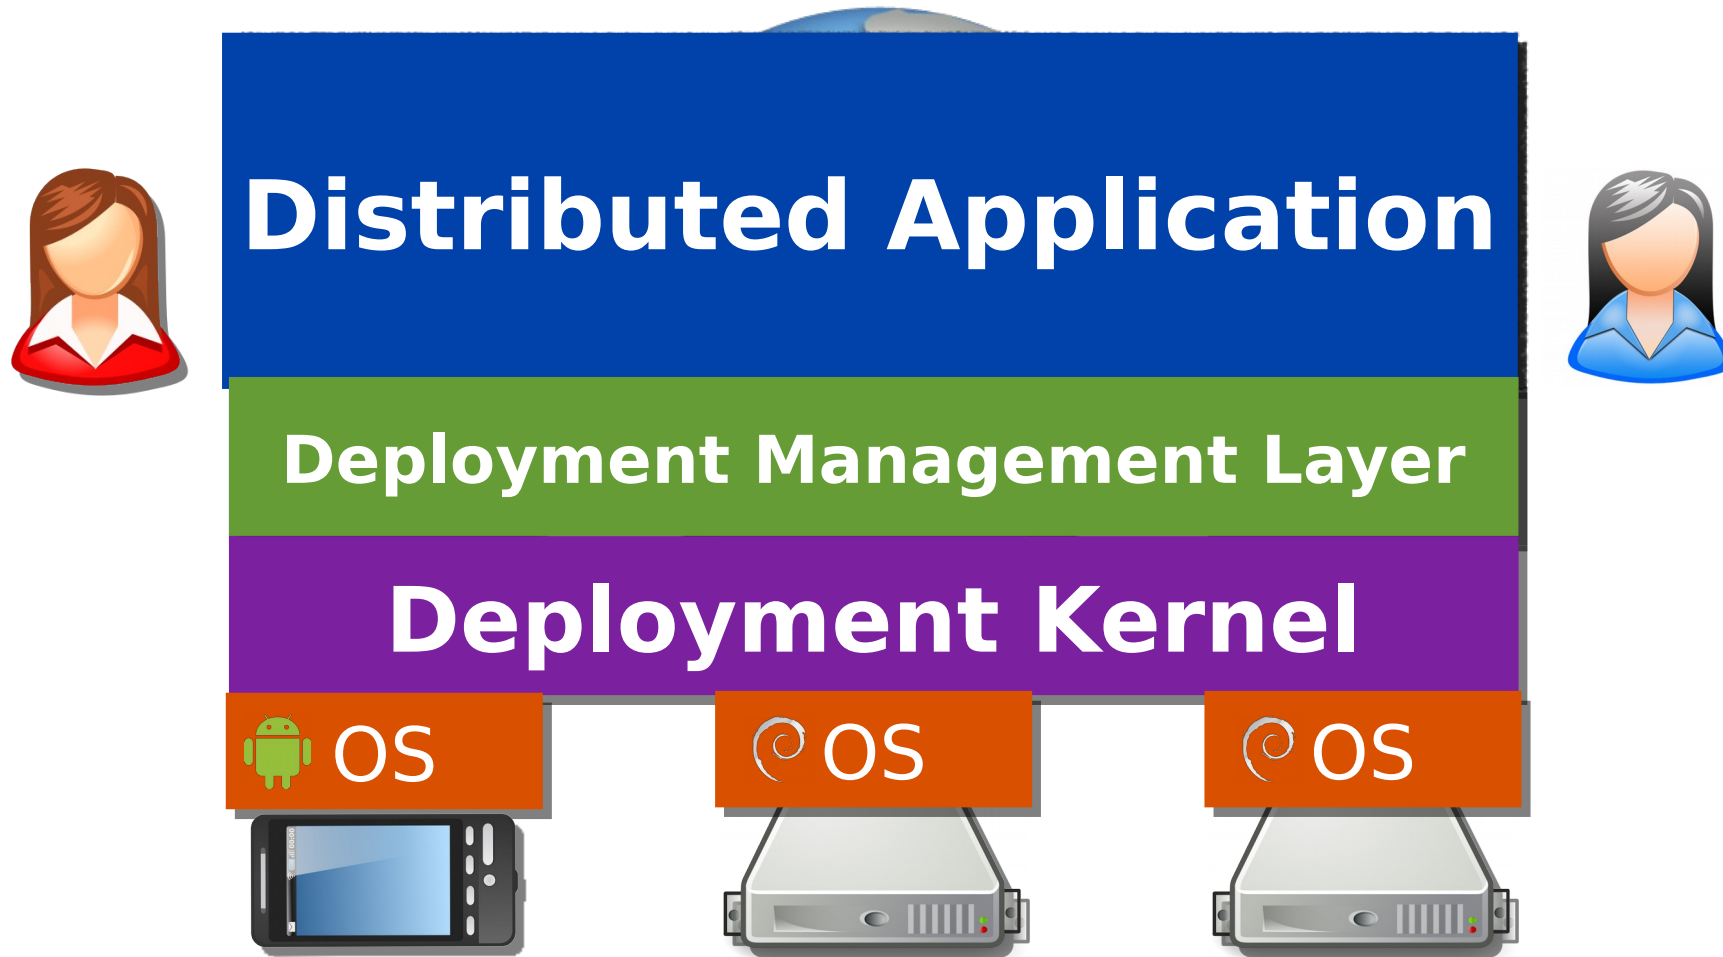 Distributed Application
Deployment Management Layer
Deployment Kernel
OS
OS
OS